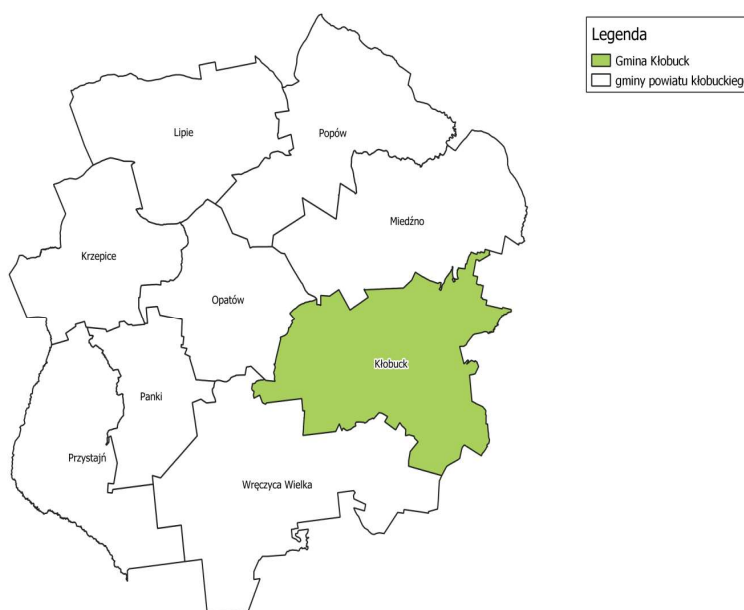 Legenda
Gmina Kłobuck
gminy powiatu kłobuckieg
Lipie
Popów
Miedźno
Krzepice
Opatów
Kłobuck
Panki
Przystajń
Wręczyca Wielka